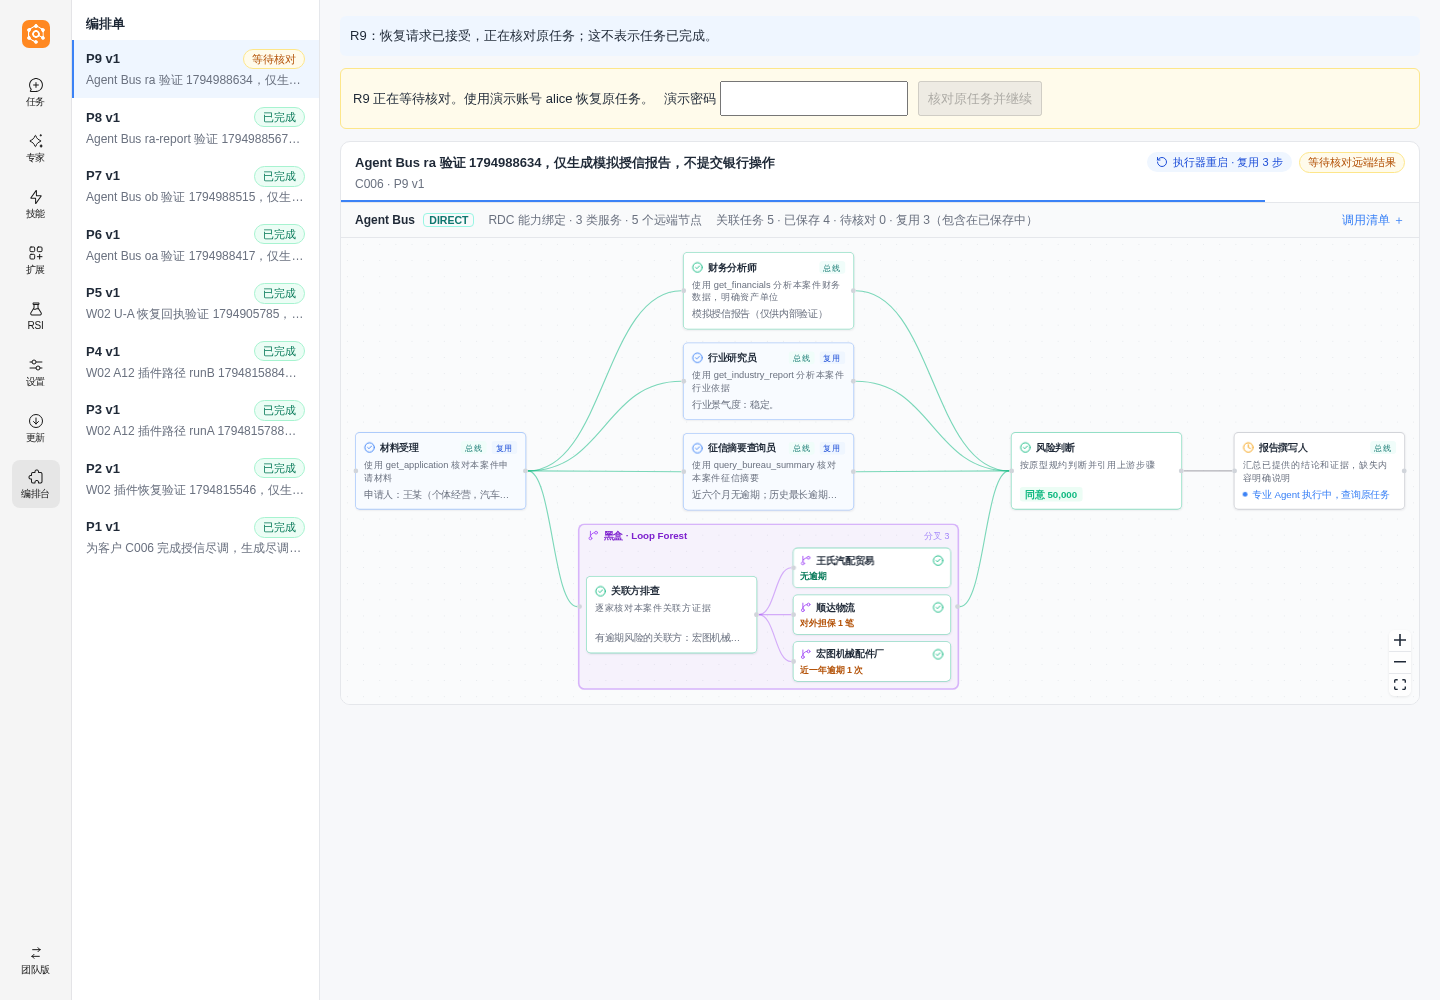 编排单
P9 v1 等待核对
Agent Bus ra 验证 1794988634，仅生…
P8 v1 已完成
Agent Bus ra-report 验证 1794988567…
P7 v1 已完成
Agent Bus ob 验证 1794988515，仅生…
P6 v1 已完成
Agent Bus oa 验证 1794988417，仅生…
P5 v1 已完成
W02 U-A 恢复回执验证 1794905785，…
P4 v1 已完成
W02 A12 插件路径 runB 1794815884…
P3 v1 已完成
W02 A12 插件路径 runA 1794815788…
P2 v1 已完成
W02 插件恢复验证 1794815546，仅生…
P1 v1 已完成
为客户 C006 完成授信尽调，生成尽调…
任务
专家
技能
扩展
RSI
设置
更新
编排台
团队版
R9：恢复请求已接受，正在核对原任务；这不表示任务已完成。
R9 正在等待核对。使用演示账号 alice 恢复原任务。 演示密码 核对原任务并继续
Agent Bus ra 验证 1794988634，仅生成模拟授信报告，不提交银行操作
执行器重启 · 复用 3 步 等待核对远端结果
C006 · P9 v1
Agent Bus DIRECT RDC 能力绑定 · 3 类服务 · 5 个远端节点 关联任务 5 · 已保存 4 · 待核对 0 · 复用 3（包含在已保存中） 调用清单 ＋
财务分析师 总线
使用 get_financials 分析本案件财务
数据，明确资产单位
模拟授信报告（仅供内部验证）
行业研究员 总线 复用
使用 get_industry_report 分析本案件
行业依据
行业景气度：稳定，
材料受理 总线 复用
使用 get_application 核对本案件申
请材料
申请人：王某（个体经营，汽车…
征信摘要查询员 总线 复用
使用 query_bureau_summary 核对
本案件征信摘要
近六个月无逾期；历史最长逾期…
风险判断
按原型规约判断并引用上游步骤
同意 50,000
报告撰写人 总线
汇总已提供的结论和证据，缺失内
容明确说明
专业 Agent 执行中，查询原任务
黑盒 · Loop Forest 分叉 3
关联方排查
逐家核对本案件关联方证据
有逾期风险的关联方：宏图机械…
王氏汽配贸易
无逾期
顺达物流
对外担保 1 笔
宏图机械配件厂
近一年逾期 1 次